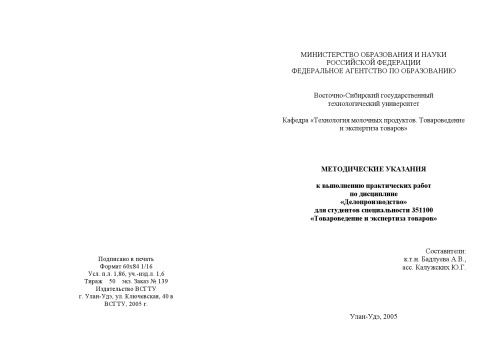 МИНИСТЕРСТВО ОБРАЗОВАНИЯ И НАУКИ
РОССИЙСКОЙ ФЕДЕРАЦИИ
ФЕДЕРАЛЬНОЕ АГЕНТСТВО ПО ОБРАЗОВАНИЮ
Восточно-Сибирский государственный
технологический университет
Кафедра «Технология молочных продуктов. Товароведение
и экспертиза товаров»
МЕТОДИЧЕСКИЕ УКАЗАНИЯ
к выполнению практических работ
по дисциплине
«Делопроизводство»
для студентов специальности 351100
«Товароведение и экспертиза товаров»
Составители:
к.т.н. Бадлуева А.В.,
асс. Калужских Ю.Г.
Улан-Удэ, 2005
Подписано в печать
Формат 60х84 1/16
Усл. п.л. 1,86, уч.-изд.л. 1,6
Тираж 50 экз. Заказ № 139
Издательство ВСГТУ
г. Улан-Удэ, ул. Ключевская, 40 в
ВСГТУ, 2005 г.